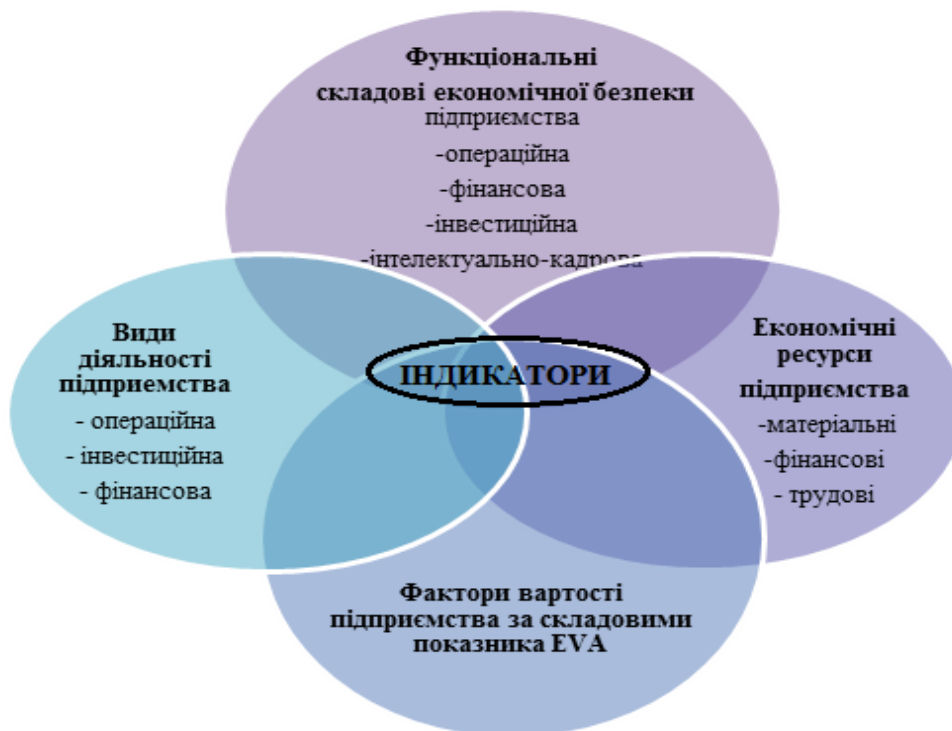 Функціональні
складові економічної безпеки
підприємства
-операційна
-фінансова
-інвестиційна
-інтелектуально-кадрова
Види
діяльності
підприемства
- операційна
- інвестиційна
- фінансова
ІНДИКАТОРИ
Економічні
ресурси
підприємства
-матеріальні
-фінансові
- трудові
Фактори вартості
підприємства за складовими
показника EVA